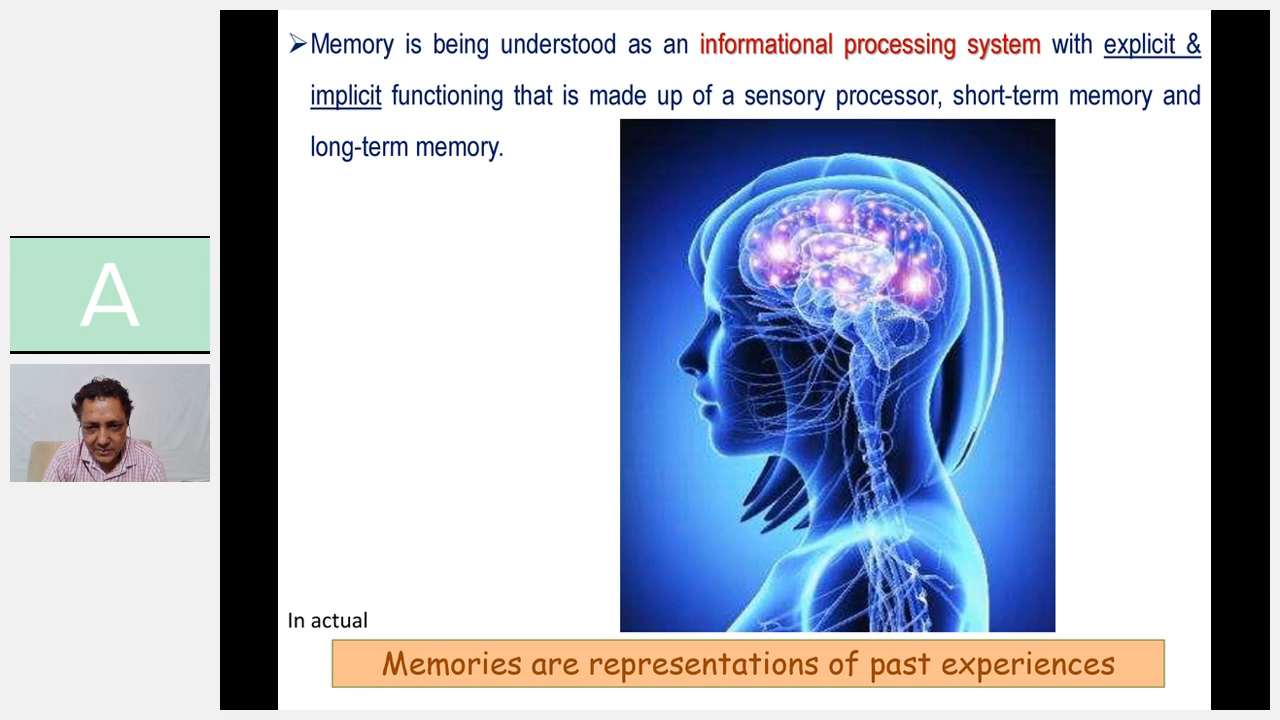 ➢Memory is being understood as an informational processing system with explicit &
implicit functioning that is made up of a sensory processor, short-term memory and
long-term memory.
A
In actual
Memories are representations of past experiences